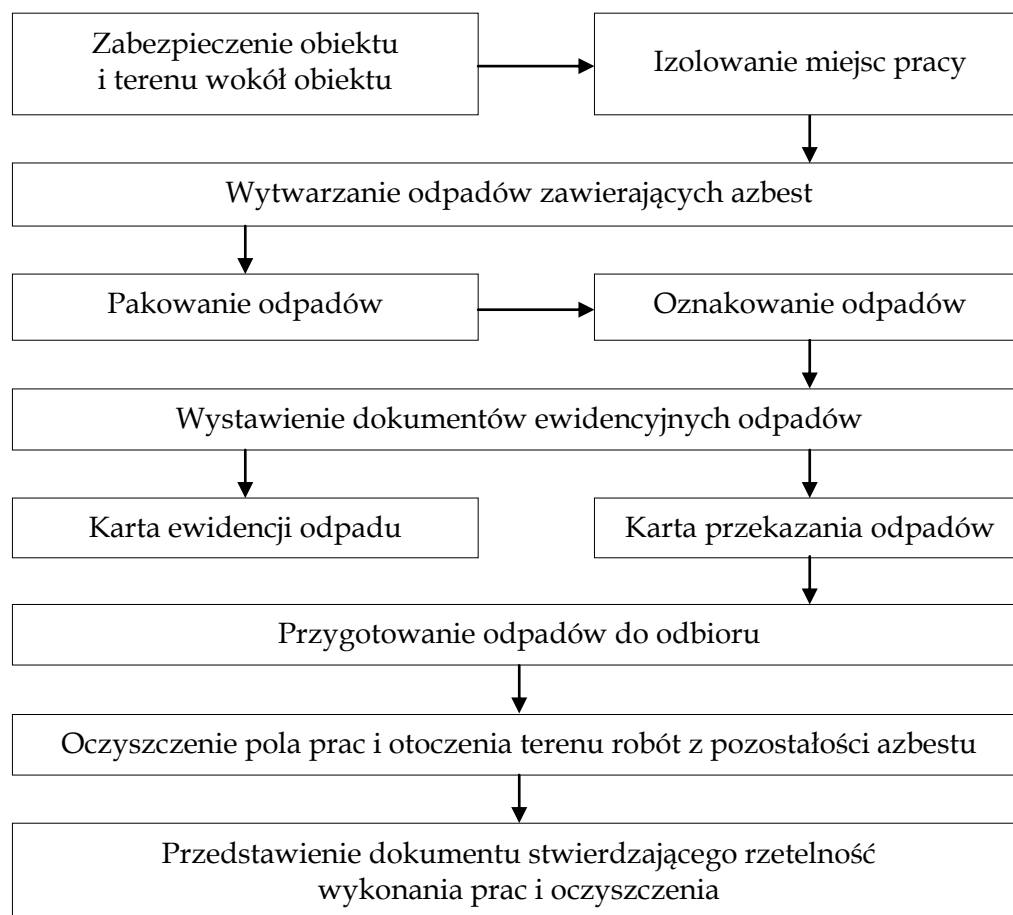 Zabezpieczenie obiektu
i terenu wokół obiektu
Izolowanie miejsc pracy
Wytwarzanie odpadów zawierających azbest
Pakowanie odpadów
Oznakowanie odpadów
Wystawienie dokumentów ewidencyjnych odpadów
Karta ewidencji odpadu
Karta przekazania odpadów
Przygotowanie odpadów do odbioru
Oczyszczenie pola prac i otoczenia terenu robót z pozostałości azbestu
Przedstawienie dokumentu stwierdzającego rzetelność
wykonania prac i oczyszczenia